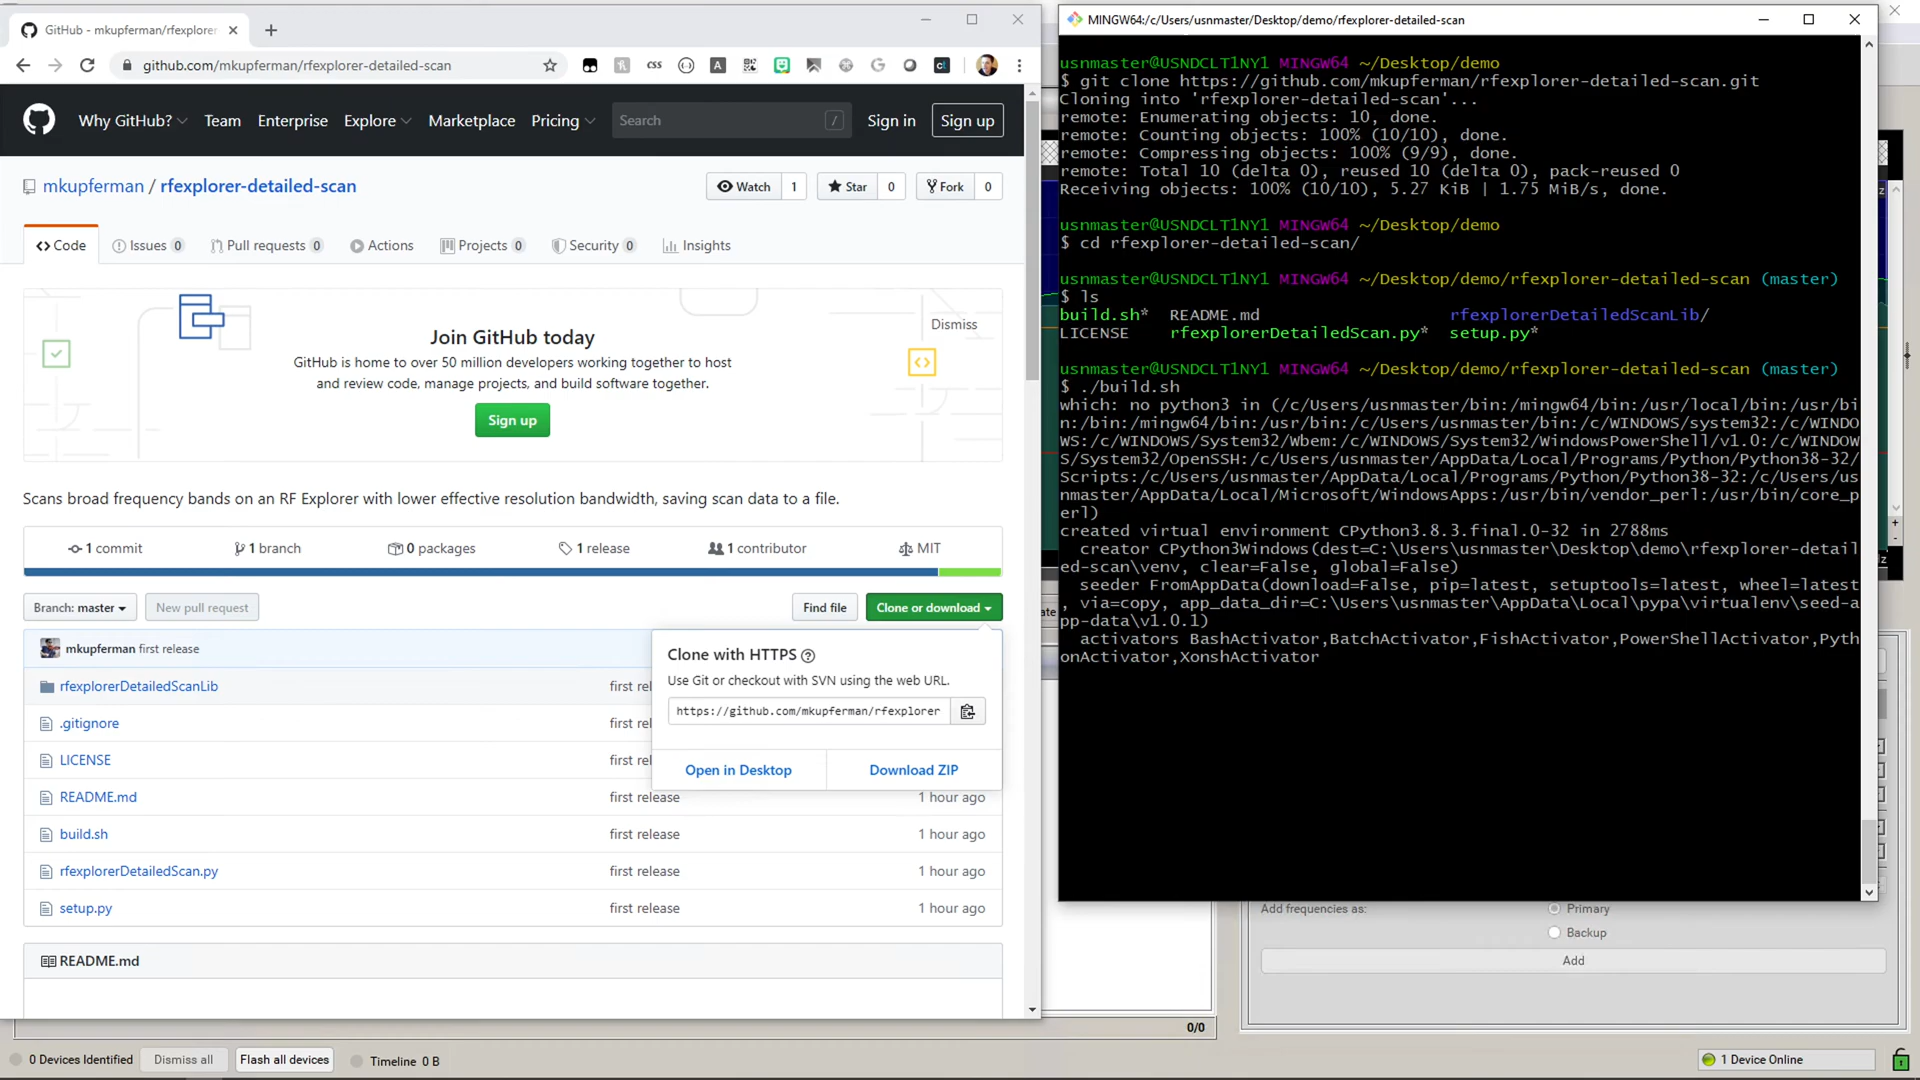 GitHub - mkupferman/rfexplorer
github.com/mkupferman/rfexplorer-detailed-scan
Why GitHub? Team Enterprise Explore Marketplace Pricing Search / Sign in Sign up
mkupferman / rfexplorer-detailed-scan
Watch 1 Star 0 Fork 0
Code Issues 0 Pull requests 0 Actions Projects 0 Security 0 Insights
Join GitHub today
Dismiss
GitHub is home to over 50 million developers working together to host
and review code, manage projects, and build software together.
Sign up
Scans broad frequency bands on an RF Explorer with lower effective resolution bandwidth, saving scan data to a file.
1 commit 1 branch 0 packages 1 release 1 contributor MIT
Branch: master New pull request Find file Clone or download
mkupferman first release
Clone with HTTPS
Use Git or checkout with SVN using the web URL.
https://github.com/mkupferman/rfexplorer
Open in Desktop Download ZIP
rfexplorerDetailedScanLib first rel
.gitignore first rel
LICENSE first rel
README.md first release 1 hour ago
build.sh first release 1 hour ago
rfexplorerDetailedScan.py first release 1 hour ago
setup.py first release 1 hour ago
README.md
MINGW64:/c/Users/usnmaster/Desktop/demo/rfexplorer-detailed-scan
usnmaster@USNDCLT1NY1 MINGW64 ~/Desktop/demo
$ git clone https://github.com/mkupferman/rfexplorer-detailed-scan.git
Cloning into 'rfexplorer-detailed-scan'...
remote: Enumerating objects: 10, done.
remote: Counting objects: 100% (10/10), done.
remote: Compressing objects: 100% (9/9), done.
remote: Total 10 (delta 0), reused 10 (delta 0), pack-reused 0
Receiving objects: 100% (10/10), 5.27 KiB | 1.75 MiB/s, done.
usnmaster@USNDCLT1NY1 MINGW64 ~/Desktop/demo
$ cd rfexplorer-detailed-scan/
usnmaster@USNDCLT1NY1 MINGW64 ~/Desktop/demo/rfexplorer-detailed-scan (master)
$ ls
build.sh* README.md rfexplorerDetailedScanLib/
LICENSE rfexplorerDetailedScan.py* setup.py*
usnmaster@USNDCLT1NY1 MINGW64 ~/Desktop/demo/rfexplorer-detailed-scan (master)
$ ./build.sh
which: no python3 in (/c/Users/usnmaster/bin:/mingw64/bin:/usr/local/bin:/usr/bi
n:/bin:/mingw64/bin:/usr/bin:/c/Users/usnmaster/bin:/c/WINDOWS/system32:/c/WINDO
WS:/c/WINDOWS/System32/Wbem:/c/WINDOWS/System32/WindowsPowerShell/v1.0:/c/WINDOW
S/System32/OpenSSH:/c/Users/usnmaster/AppData/Local/Programs/Python/Python38-32/
Scripts:/c/Users/usnmaster/AppData/Local/Programs/Python/Python38-32:/c/Users/us
nmaster/AppData/Local/Microsoft/WindowsApps:/usr/bin/vendor_perl:/usr/bin/core_p
erl)
created virtual environment CPython3.8.3.final.0-32 in 2788ms
creator CPython3Windows(dest=C:\Users\usnmaster\Desktop\demo\rfexplorer-detail
ed-scan\venv, clear=False, global=False)
seeder FromAppData(download=False, pip=latest, setuptools=latest, wheel=latest
, via=copy, app_data_dir=C:\Users\usnmaster\AppData\Local\pypa\virtualenv\seed-a
pp-data\v1.0.1)
activators BashActivator,BatchActivator,FishActivator,PowerShellActivator,Pyth
onActivator,XonshActivator
Add frequencies as: Primary
Backup
Add
0/0
0 Devices Identified Dismiss all Flash all devices Timeline 0 B 1 Device Online